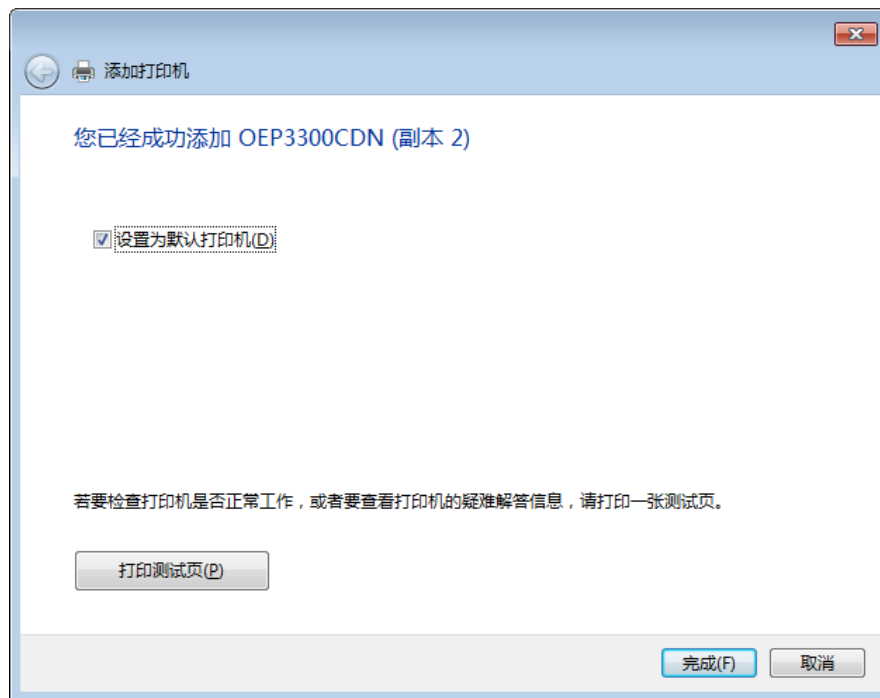 添加打印机
您已经成功添加 OEP3300CDN (副本 2)
设置为默认打印机(D)
若要检查打印机是否正常工作，或者要查看打印机的疑难解答信息，请打印一张测试页。
打印测试页(P)
完成(F) 取消